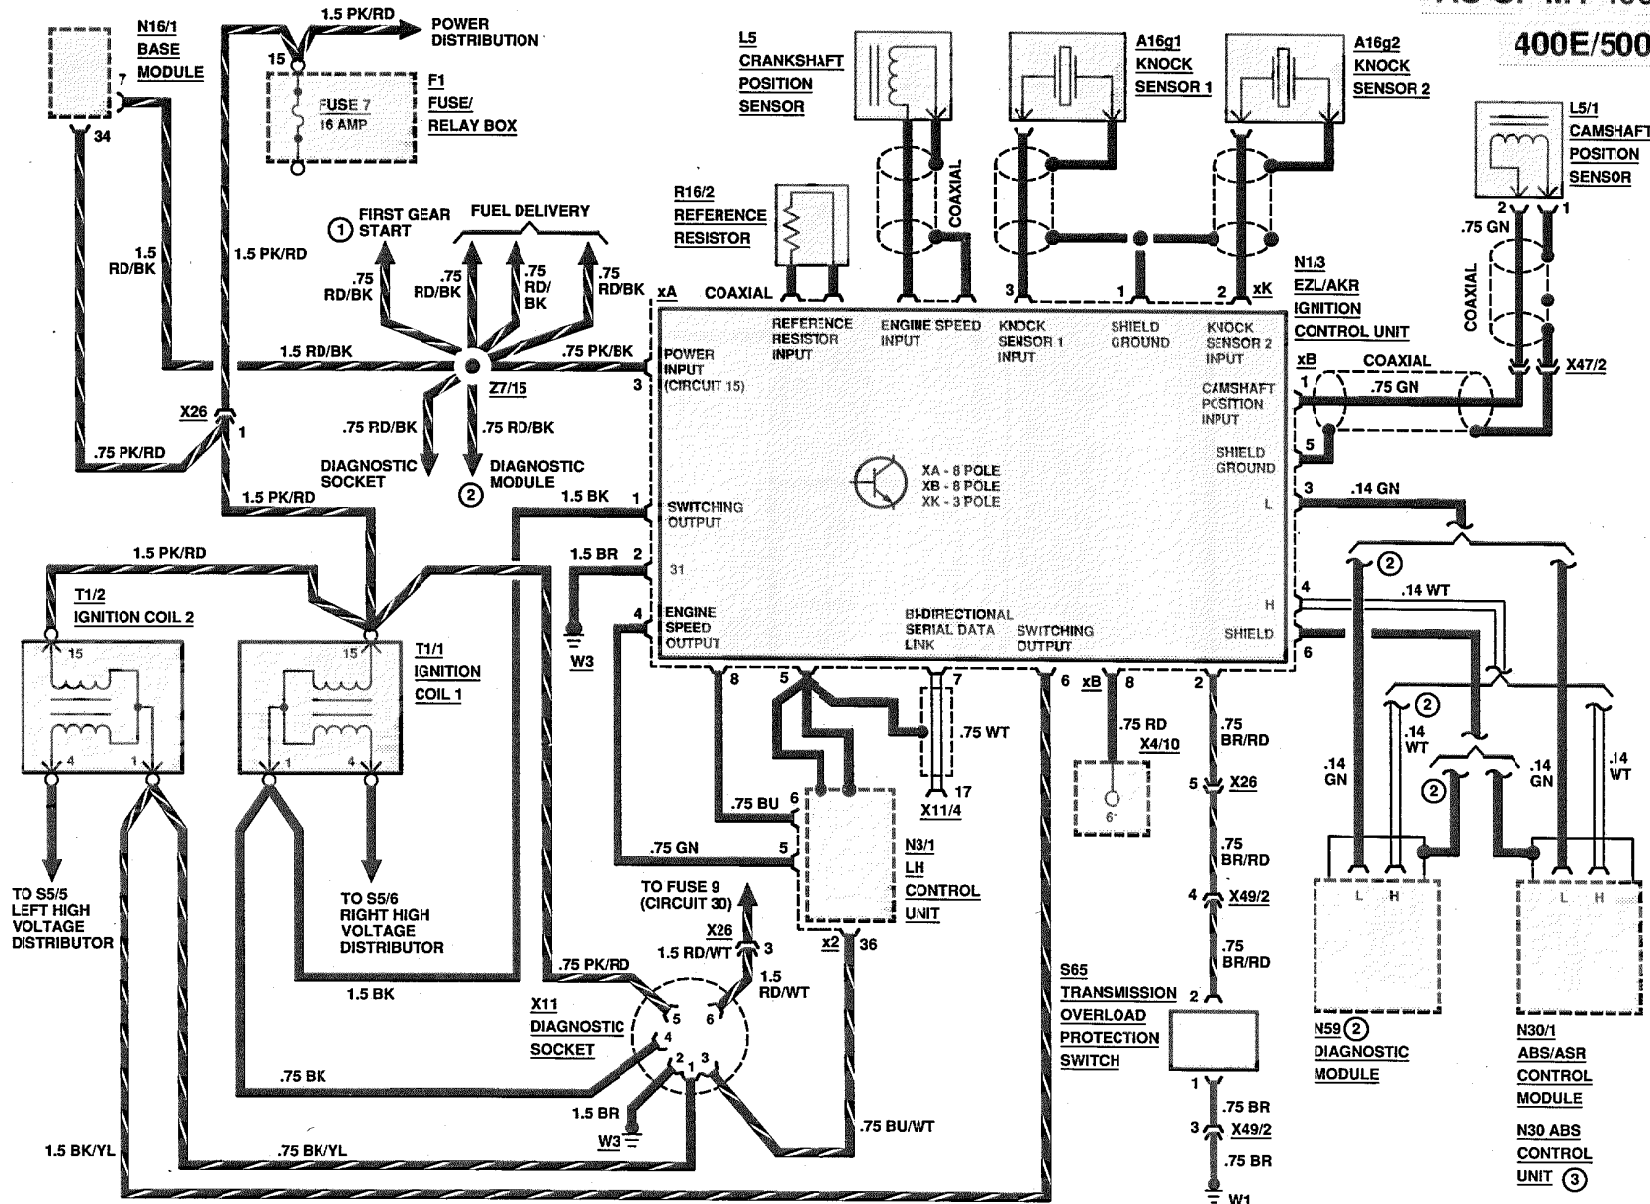 400E/500
N16/1
BASE
MODULE
7
34
1.5 PK/RD
POWER
DISTRIBUTION
15
FUSE 7
16 AMP
F1
FUSE/
RELAY BOX
L5
CRANKSHAFT
POSITION
SENSOR
COAXIAL
A16g1
KNOCK
SENSOR 1
A16g2
KNOCK
SENSOR 2
L5/1
CAMSHAFT
POSITON
SENSOR
2
1
.75 GN
COAXIAL
X47/2
R16/2
REFERENCE
RESISTOR
1
FIRST GEAR
START
FUEL DELIVERY
1.5
RD/BK
1.5 PK/RD
.75
RD/BK
.75
RD/BK
.75
RD/
BK
.75
RD/BK
xA
COAXIAL
3
1
2
xK
N1/3
EZL/AKR
IGNITION
CONTROL UNIT
xB
COAXIAL
1
.75 GN
5
REFERENCE
RESISTOR
INPUT
ENGINE SPEED
INPUT
KNOCK
SENSOR 1
INPUT
SHIELD
GROUND
KNOCK
SENSOR 2
INPUT
1.5 RD/BK
.75 PK/BK
3
POWER
INPUT
(CIRCUIT 15)
Z7/15
CAMSHAFT
POSITION
INPUT
SHIELD
GROUND
X26
1
.75 PK/RD
.75 RD/BK
.75 RD/BK
DIAGNOSTIC
SOCKET
DIAGNOSTIC
MODULE
2
XA - 8 POLE
XB - 8 POLE
XK - 3 POLE
1.5 PK/RD
1.5 BK
1
SWITCHING
OUTPUT
L
3
.14 GN
1.5 PK/RD
1.5 BR
2
31
W3
4
ENGINE
SPEED
OUTPUT
BI-DIRECTIONAL
SERIAL DATA
LINK
SWITCHING
OUTPUT
H
SHIELD
4
.14 WT
6
2
T1/2
IGNITION COIL 2
15
4
1
T1/1
IGNITION
COIL 1
15
1
4
8
5
7
6
xB
8
2
.75 WT
17
X11/4
.75 RD
X4/10
6
.75
BR/RD
5
X26
.75
BR/RD
4
X49/2
.75
BR/RD
2
.14
WT
2
.14
GN
2
.14
GN
.14
WT
.75 BU
6
.75 GN
5
N3/1
LH
CONTROL
UNIT
x2
36
TO S5/5
LEFT HIGH
VOLTAGE
DISTRIBUTOR
TO S5/6
RIGHT HIGH
VOLTAGE
DISTRIBUTOR
TO FUSE 9
(CIRCUIT 30)
X26
3
1.5 RD/WT
1.5
RD/WT
.75 PK/RD
1.5 BK
X11
DIAGNOSTIC
SOCKET
5
6
4
2
1
3
.75 BK
1.5 BR
W3
.75 BU/WT
1.5 BK/YL
.75 BK/YL
S65
TRANSMISSION
OVERLOAD
PROTECTION
SWITCH
1
.75 BR
3
X49/2
.75 BR
W1
L
H
N59 2
DIAGNOSTIC
MODULE
L
H
N30/1
ABS/ASR
CONTROL
MODULE
N30 ABS
CONTROL
UNIT 3